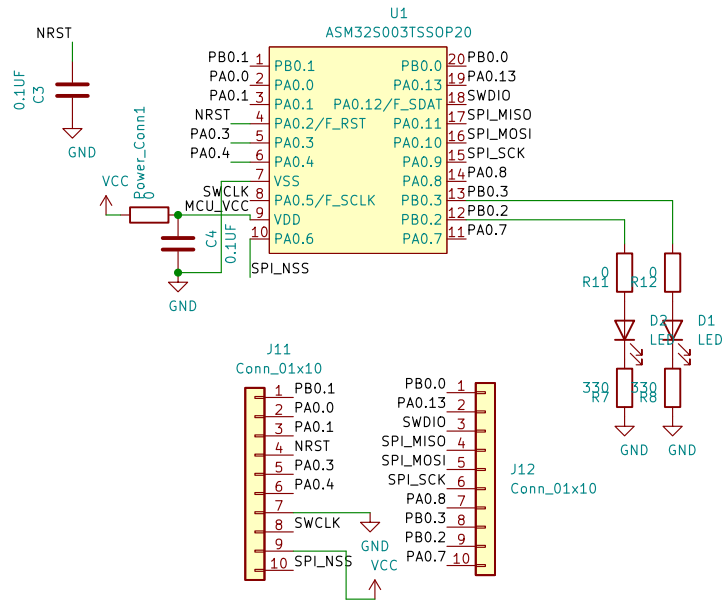 U1
ASM32S003TSSOP20
NRST
0.1UF
C3
GND
PB0.1 1 PB0.1
PA0.0 2 PA0.0
PA0.1 3 PA0.1
NRST 4 PA0.2/F_RST
PA0.3 5 PA0.3
PA0.4 6 PA0.4
7 VSS
SWCLK 8 PA0.5/F_SCLK
MCU_VCC 9 VDD
10 PA0.6
SPI_NSS
PB0.0 20 PB0.0
PA0.13 19 PA0.13
PA0.12/F_SDAT 18 SWDIO
PA0.11 17 SPI_MISO
PA0.10 16 SPI_MOSI
PA0.9 15 SPI_SCK
PA0.8 14 PA0.8
PB0.3 13 PB0.3
PB0.2 12 PB0.2
PA0.7 11 PA0.7
VCC
Power_Conn1
0
C4
0.1UF
GND
0
R11
0
R12
D2
LED
D1
LED
330
R7
330
R8
GND
GND
J11
Conn_01x10
1 PB0.1
2 PA0.0
3 PA0.1
4 NRST
5 PA0.3
6 PA0.4
7
8 SWCLK
9
10 SPI_NSS
GND
VCC
PB0.0 1
PA0.13 2
SWDIO 3
SPI_MISO 4
SPI_MOSI 5
SPI_SCK 6
PA0.8 7
PB0.3 8
PB0.2 9
PA0.7 10
J12
Conn_01x10